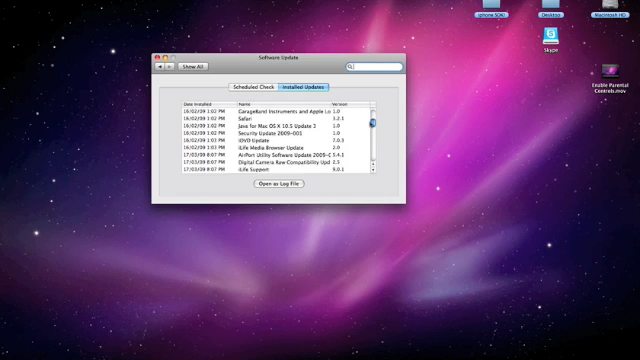 iphone SDK!
Desktop
Macintosh HD
Skype
Enable Parental
Controls.mov
Software Update
Show All
Scheduled Check
Installed Updates
Date Installed Name Version
16/02/09 1:02 PM GarageBand Instruments and Apple Lo 1.0
16/02/09 1:02 PM Safari 3.2.1
16/02/09 1:02 PM Java for Mac OS X 10.5 Update 3 1.0
16/02/09 1:02 PM Security Update 2009-001 1.0
16/02/09 1:02 PM iDVD Update 7.0.3
16/02/09 1:02 PM iLife Media Browser Update 2.0
17/03/09 8:07 PM AirPort Utility Software Update 2009-C 5.4.1
17/03/09 8:07 PM Digital Camera Raw Compatibility Upd 2.5
17/03/09 8:07 PM iLife Support 9.0.1
Open as Log File